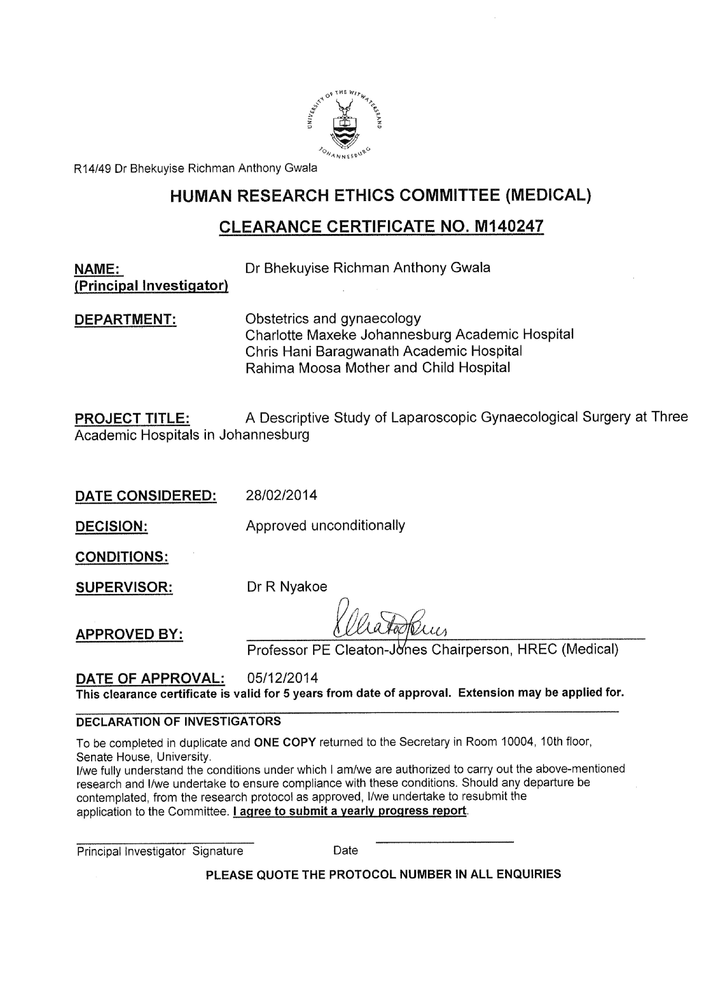 UNIVERSITY OF THE WITWATERSRAND
JOHANNESBURG
R14/49 Dr Bhekuyise Richman Anthony Gwala
HUMAN RESEARCH ETHICS COMMITTEE (MEDICAL)
CLEARANCE CERTIFICATE NO. M140247
NAME: Dr Bhekuyise Richman Anthony Gwala
(Principal Investigator)
DEPARTMENT: Obstetrics and gynaecology
Charlotte Maxeke Johannesburg Academic Hospital
Chris Hani Baragwanath Academic Hospital
Rahima Moosa Mother and Child Hospital
PROJECT TITLE: A Descriptive Study of Laparoscopic Gynaecological Surgery at Three
Academic Hospitals in Johannesburg
DATE CONSIDERED: 28/02/2014
DECISION: Approved unconditionally
CONDITIONS:
SUPERVISOR: Dr R Nyakoe
APPROVED BY:
Professor PE Cleaton-Jones Chairperson, HREC (Medical)
DATE OF APPROVAL: 05/12/2014
This clearance certificate is valid for 5 years from date of approval. Extension may be applied for.
DECLARATION OF INVESTIGATORS
To be completed in duplicate and ONE COPY returned to the Secretary in Room 10004, 10th floor,
Senate House, University.
I/we fully understand the conditions under which I am/we are authorized to carry out the above-mentioned
research and I/we undertake to ensure compliance with these conditions. Should any departure be
contemplated, from the research protocol as approved, I/we undertake to resubmit the
application to the Committee. I agree to submit a yearly progress report.
Principal Investigator Signature Date
PLEASE QUOTE THE PROTOCOL NUMBER IN ALL ENQUIRIES